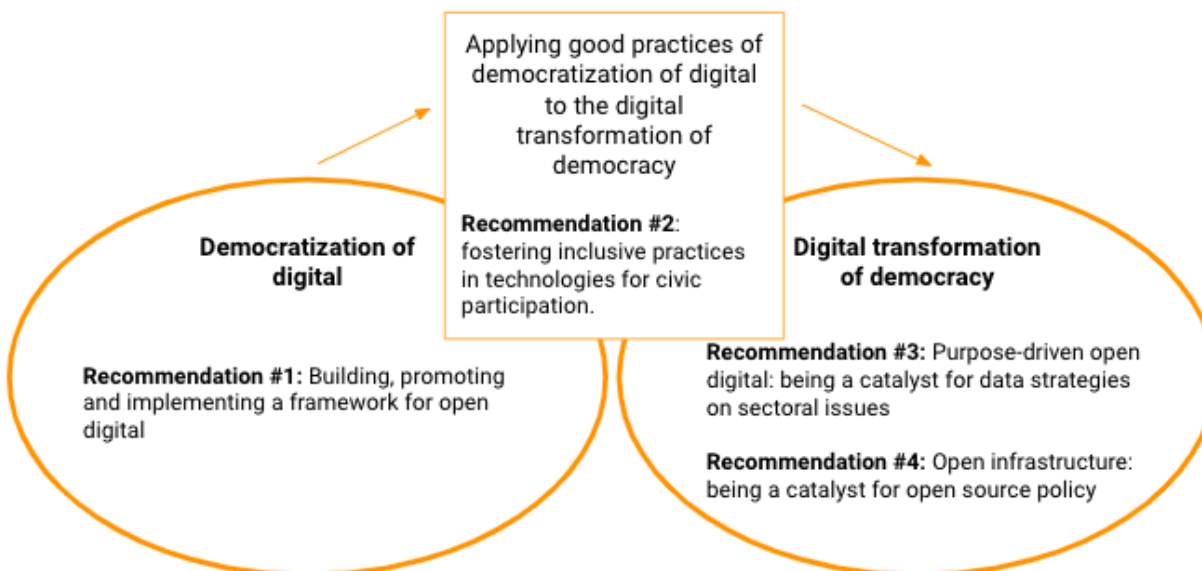 Applying good practices of
democratization of digital
to the digital
transformation of
democracy
Recommendation #2:
fostering inclusive practices
in technologies for civic
participation.
Democratization of
digital
Recommendation #1: Building, promoting
and implementing a framework for open
digital
Digital transformation
of democracy
Recommendation #3: Purpose-driven open
digital: being a catalyst for data strategies
on sectoral issues
Recommendation #4: Open infrastructure:
being a catalyst for open source policy